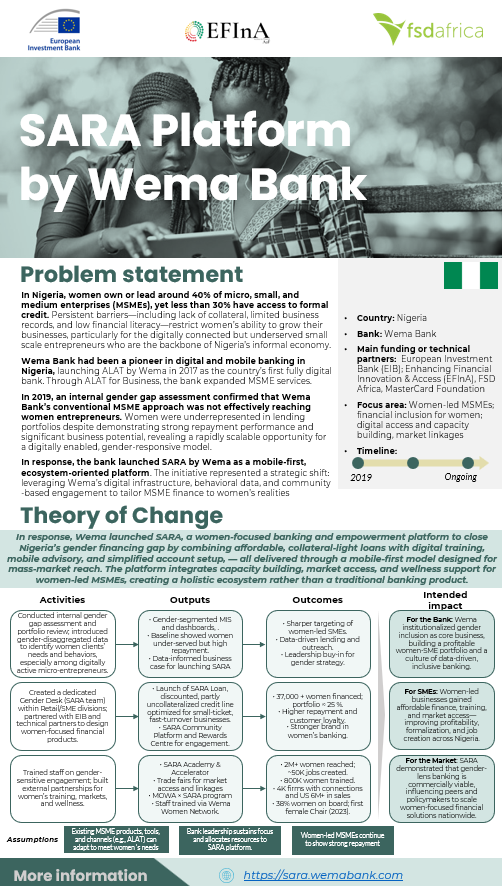 European
Investment Bank
EFInA
fsdafrica
SARA Platform
by Wema Bank
Problem statement
In Nigeria, women own or lead around 40% of micro, small, and
medium enterprises (MSMEs), yet less than 30% have access to formal
credit. Persistent barriers—including lack of collateral, limited business
records, and low financial literacy—restrict women's ability to grow their
businesses, particularly for the digitally connected but underserved small
scale entrepreneurs who are the backbone of Nigeria's informal economy.
Wema Bank had been a pioneer in digital and mobile banking in
Nigeria, launching ALAT by Wema in 2017 as the country's first fully digital
bank. Through ALAT for Business, the bank expanded MSME services.
In 2019, an internal gender gap assessment confirmed that Wema
Bank's conventional MSME approach was not effectively reaching
women entrepreneurs. Women were underrepresented in lending
portfolios despite demonstrating strong repayment performance and
significant business potential, revealing a rapidly scalable opportunity for
a digitally enabled, gender-responsive model.
In response, the bank launched SARA by Wema as a mobile-first,
ecosystem-oriented platform. The initiative represented a strategic shift:
leveraging Wema's digital infrastructure, behavioral data, and community
-based engagement to tailor MSME finance to women's realities
• Country: Nigeria
• Bank: Wema Bank
• Main funding or technical
partners: European Investment
Bank (EIB); Enhancing Financial
Innovation & Access (EFInA), FSD
Africa, MasterCard Foundation
• Focus area: Women-led MSMEs;
financial inclusion for women;
digital access and capacity
building, market linkages
• Timeline:
2019
Ongoing
Theory of Change
In response, Wema launched SARA, a women-focused banking and empowerment platform to close
Nigeria's gender financing gap by combining affordable, collateral-light loans with digital training,
mobile advisory, and simplified account setup, — all delivered through a mobile-first model designed for
mass-market reach. The platform integrates capacity building, market access, and wellness support for
women-led MSMEs, creating a holistic ecosystem rather than a traditional banking product.
Activities
Outputs
Outcomes
Intended
impact
Conducted internal gender
gap assessment and
portfolio review; introduced
gender-disaggregated data
to identify women clients'
needs and behaviors,
especially among digitally
active micro-entrepreneurs.
• Gender-segmented MIS
and dashboards, .
• Baseline showed women
under-served but high
repayment.
• Data-informed business
case for launching SARA
• Sharper targeting of
women-led SMEs.
• Data-driven lending and
outreach.
• Leadership buy-in for
gender strategy.
For the Bank: Wema
institutionalized gender
inclusion as core business,
building a profitable
women-SME portfolio and a
culture of data-driven,
inclusive banking.
Created a dedicated
Gender Desk (SARA team)
within Retail/SME divisions;
partnered with EIB and
technical partners to design
women-focused financial
products.
• Launch of SARA Loan,
discounted, partly
uncollateralized credit line
optimized for small-ticket,
fast-turnover businesses.
• SARA Community
Platform and Rewards
Centre for engagement.
• 37,000 + women financed;
portfolio ≈ 25 %.
• Higher repayment and
customer loyalty.
• Stronger brand in
women's banking.
For SMEs: Women-led
businesses gained
affordable finance, training,
and market access—
improving profitability,
formalization, and job
creation across Nigeria.
Trained staff on gender-
sensitive engagement; built
external partnerships for
women's training, markets,
and wellness.
• SARA Academy &
Accelerator
• Trade fairs for market
access and linkages
• MOWA × SARA program
• Staff trained via Wema
Women Network.
• 2M+ women reached;
~50K jobs created.
• 800K women trained.
• 4K firms with connections
and US 6M+ in sales
• 38% women on board; first
female Chair (2023).
For the Market: SARA
demonstrated that gender-
lens banking is
commercially viable,
influencing peers and
policymakers to scale
women-focused financial
solutions nationwide.
Assumptions
Existing MSME products, tools,
and channels (e.g., ALAT) can
adapt to meet women's needs
Bank leadership sustains focus
and allocates resources to
SARA platform.
Women-led MSMEs continue
to show strong repayment
More information
https://sara.wemabank.com